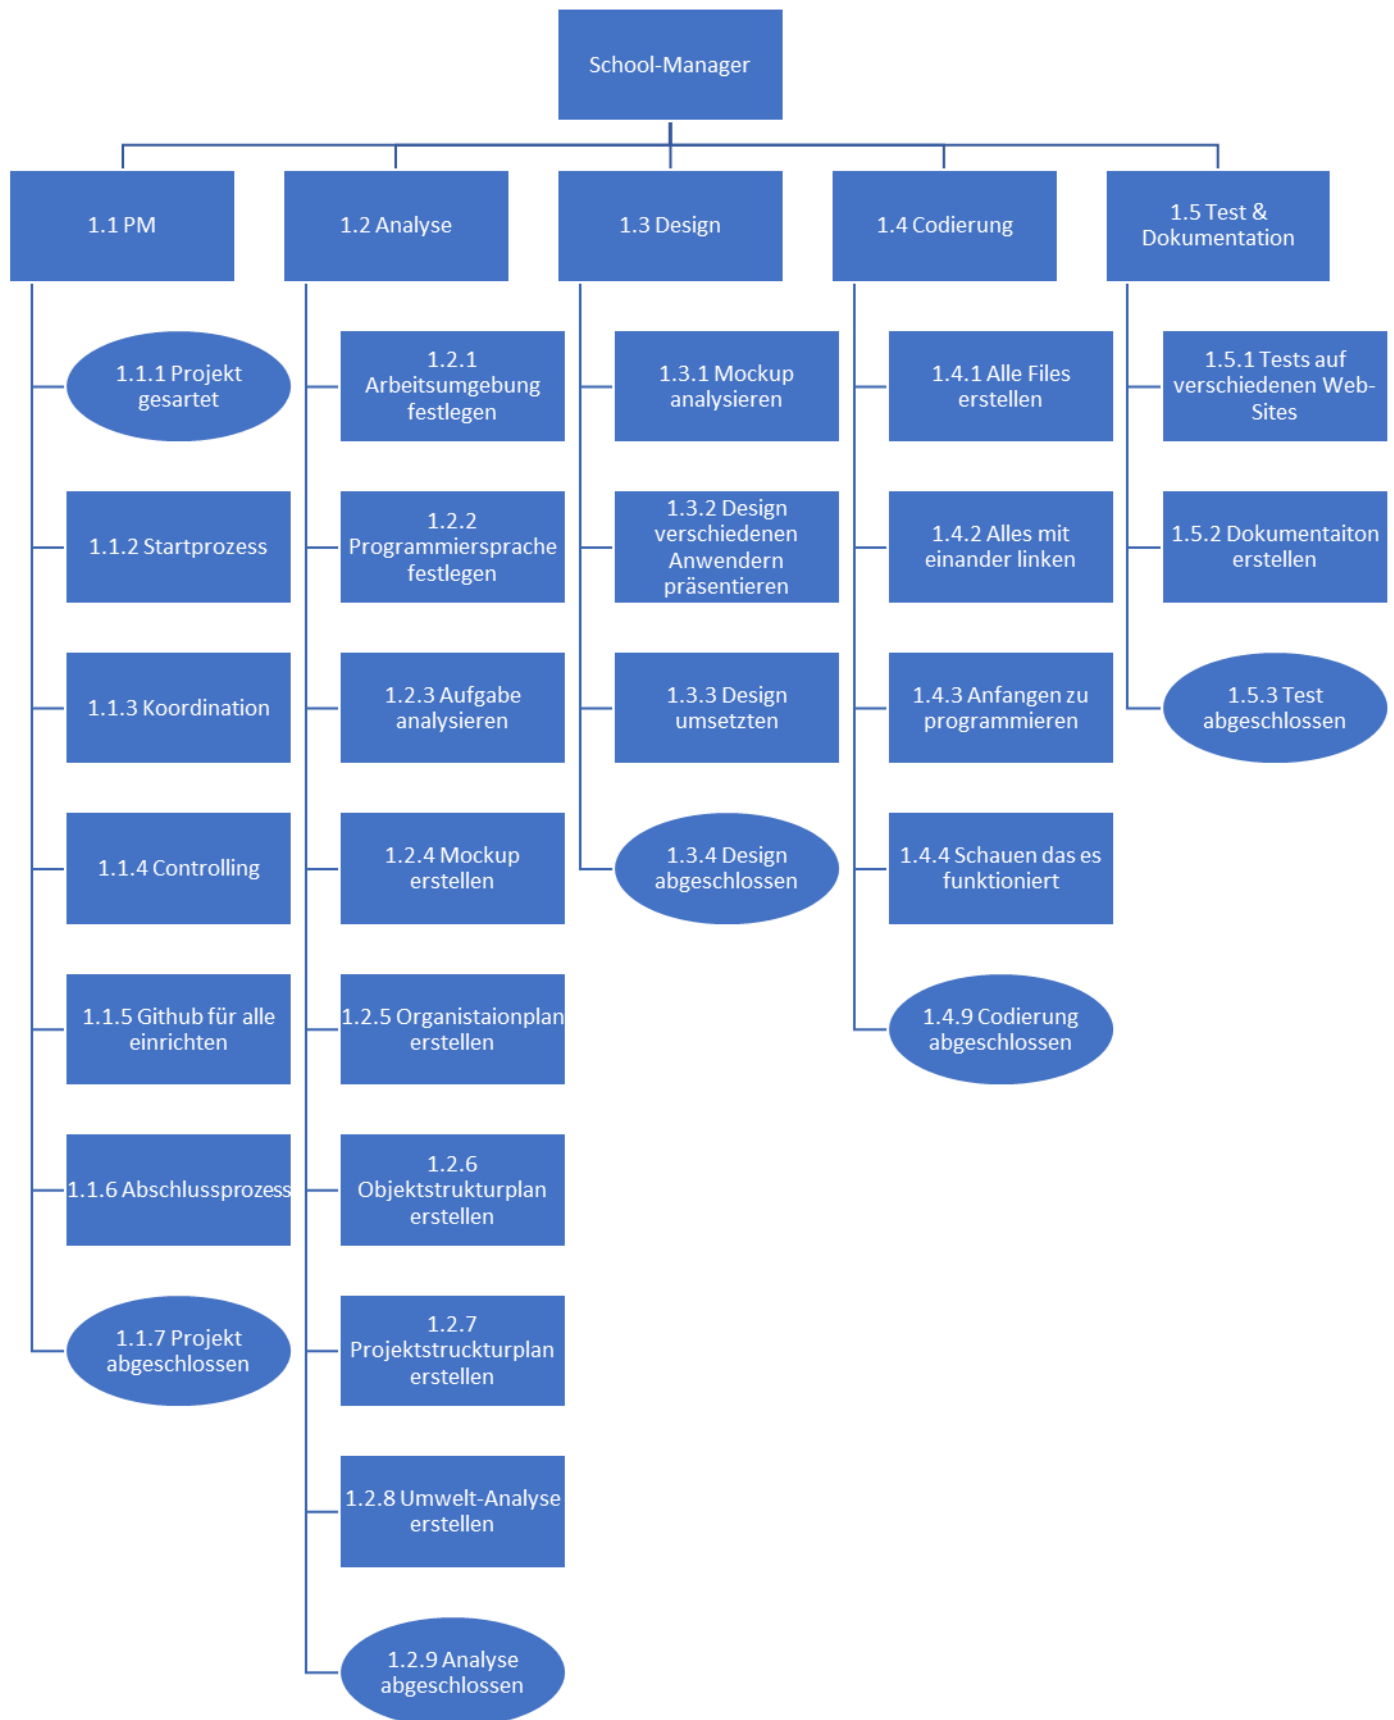 School-Manager
1.1 PM
1.2 Analyse
1.3 Design
1.4 Codierung
1.5 Test &
Dokumentation
1.1.1 Projekt
gesartet
1.1.2 Startprozess
1.1.3 Koordination
1.1.4 Controlling
1.1.5 Github für alle
einrichten
1.1.6 Abschlussprozess
1.1.7 Projekt
abgeschlossen
1.2.1
Arbeitsumgebung
festlegen
1.2.2
Programmiersprache
festlegen
1.2.3 Aufgabe
analysieren
1.2.4 Mockup
erstellen
1.2.5 Organistaionplan
erstellen
1.2.6
Objektstrukturplan
erstellen
1.2.7
Projektstruckturplan
erstellen
1.2.8 Umwelt-Analyse
erstellen
1.2.9 Analyse
abgeschlossen
1.3.1 Mockup
analysieren
1.3.2 Design
verschiedenen
Anwendern
präsentieren
1.3.3 Design
umsetzten
1.3.4 Design
abgeschlossen
1.4.1 Alle Files
erstellen
1.4.2 Alles mit
einander linken
1.4.3 Anfangen zu
programmieren
1.4.4 Schauen das es
funktioniert
1.4.9 Codierung
abgeschlossen
1.5.1 Tests auf
verschiedenen Web-
Sites
1.5.2 Dokumentaiton
erstellen
1.5.3 Test
abgeschlossen